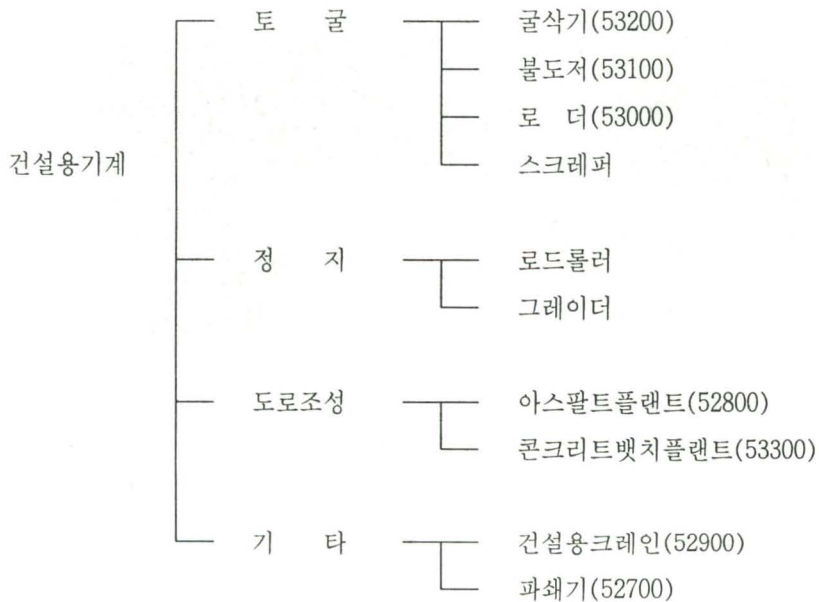 토 굴 굴삭기(53200)
불도저(53100)
로 더(53000)
건설용기계 스크레퍼
정 지 로드롤러
그레이더
도로조성 아스팔트플랜트(52800)
콘크리트뱃치플랜트(53300)
기 타 건설용크레인(52900)
파쇄기(52700)